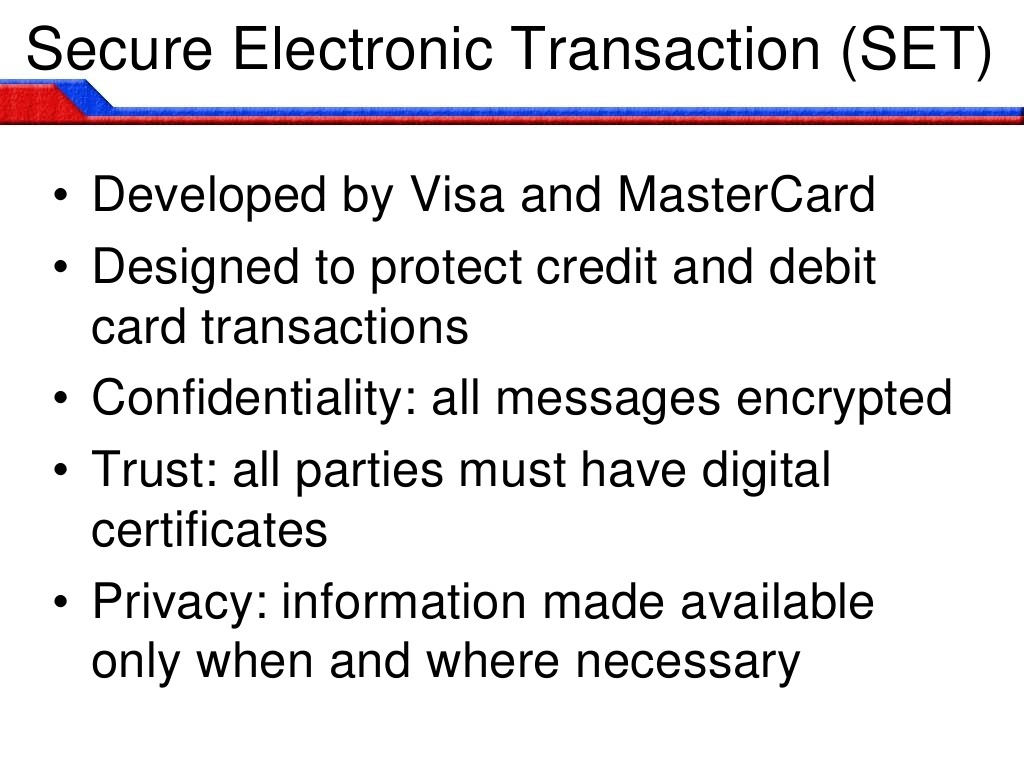 Secure Electronic Transaction (SET)
• Developed by Visa and MasterCard
• Designed to protect credit and debit
card transactions
• Confidentiality: all messages encrypted
• Trust: all parties must have digital
certificates
• Privacy: information made available
only when and where necessary